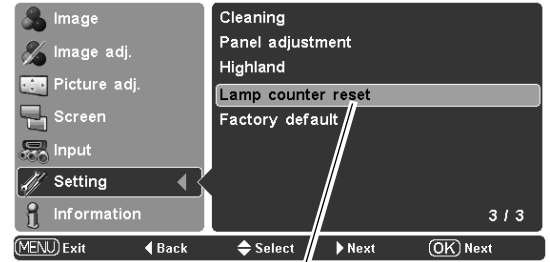 Image
Image adj.
Picture adj.
Screen
Input
Setting
Information
Cleaning
Panel adjustment
Highland
Lamp counter reset
Factory default
3 / 3
MENU Exit
Back
Select
Next
OK Next